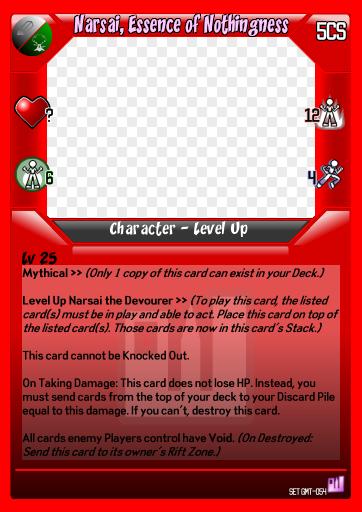 Narsai, Essence of Nothingness
5CS
?
12
6
4
Character - Level Up
Lv 25
Mythical >> (Only 1 copy of this card can exist in your Deck.)
Level Up Narsai the Devourer >> (To play this card, the listed
card(s) must be in play and able to act. Place this card on top of
the listed card(s). Those cards are now in this card's Stack.)
This card cannot be Knocked Out.
On Taking Damage: This card does not lose HP. Instead, you
must send cards from the top of your deck to your Discard Pile
equal to this damage. If you can't, destroy this card.
All cards enemy Players control have Void. (On Destroyed:
Send this card to its owner's Rift Zone.)
SET GMT-054